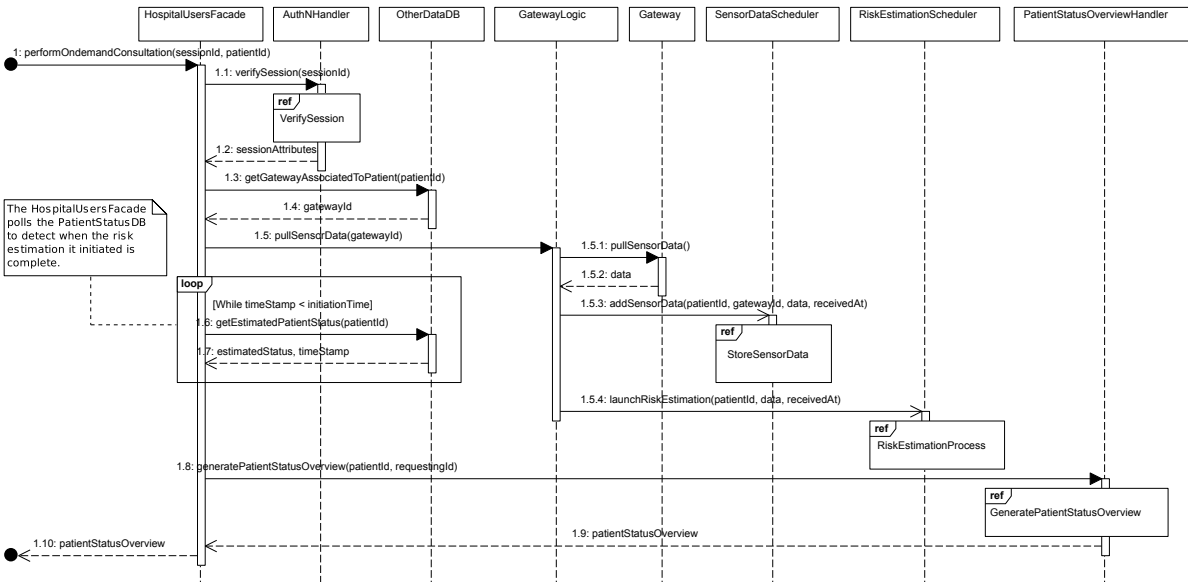 HospitalUsersFacade
AuthNHandler
OtherDataDB
GatewayLogic
Gateway
SensorDataScheduler
RiskEstimationScheduler
PatientStatusOverviewHandler
1: performOndemandConsultation(sessionId, patientId)
1.1: verifySession(sessionId)
ref
VerifySession
1.2: sessionAttributes
1.3: getGatewayAssociatedToPatient(patientId)
1.4: gatewayId
The HospitalUsersFacade
polls the PatientStatusDB
to detect when the risk
estimation it initiated is
complete.
1.5: pullSensorData(gatewayId)
1.5.1: pullSensorData()
1.5.2: data
loop
[While timeStamp < initiationTime]
1.5.3: addSensorData(patientId, gatewayId, data, receivedAt)
1.6: getEstimatedPatientStatus(patientId)
ref
StoreSensorData
1.7: estimatedStatus, timeStamp
1.5.4: launchRiskEstimation(patientId, data, receivedAt)
ref
RiskEstimationProcess
1.8: generatePatientStatusOverview(patientId, requestingId)
ref
GeneratePatientStatusOverview
1.9: patientStatusOverview
1.10: patientStatusOverview